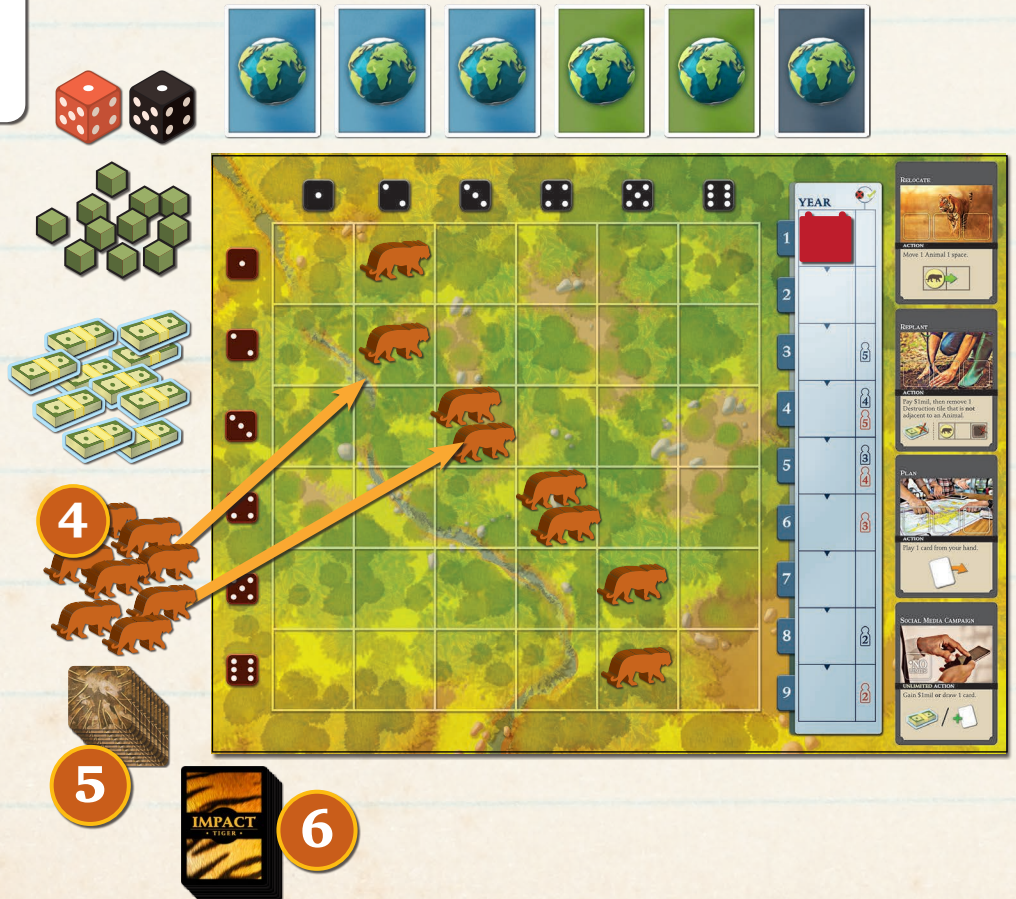 YEAR
1
2
3
5
4
4
5
5
3
4
6
3
7
8
2
9
2
RELOCATE
ACTION
Move 1 Animal 1 space.
REPLANT
ACTION
Pay $1mil, then remove 1
Destruction tile that is not
adjacent to an Animal.
PLAN
ACTION
Play 1 card from your hand.
SOCIAL MEDIA CAMPAIGN
NO
UNLIMITED ACTION
Gain $1mil or draw 1 card.
/
+
4
5
6
IMPACT
• TIGER •